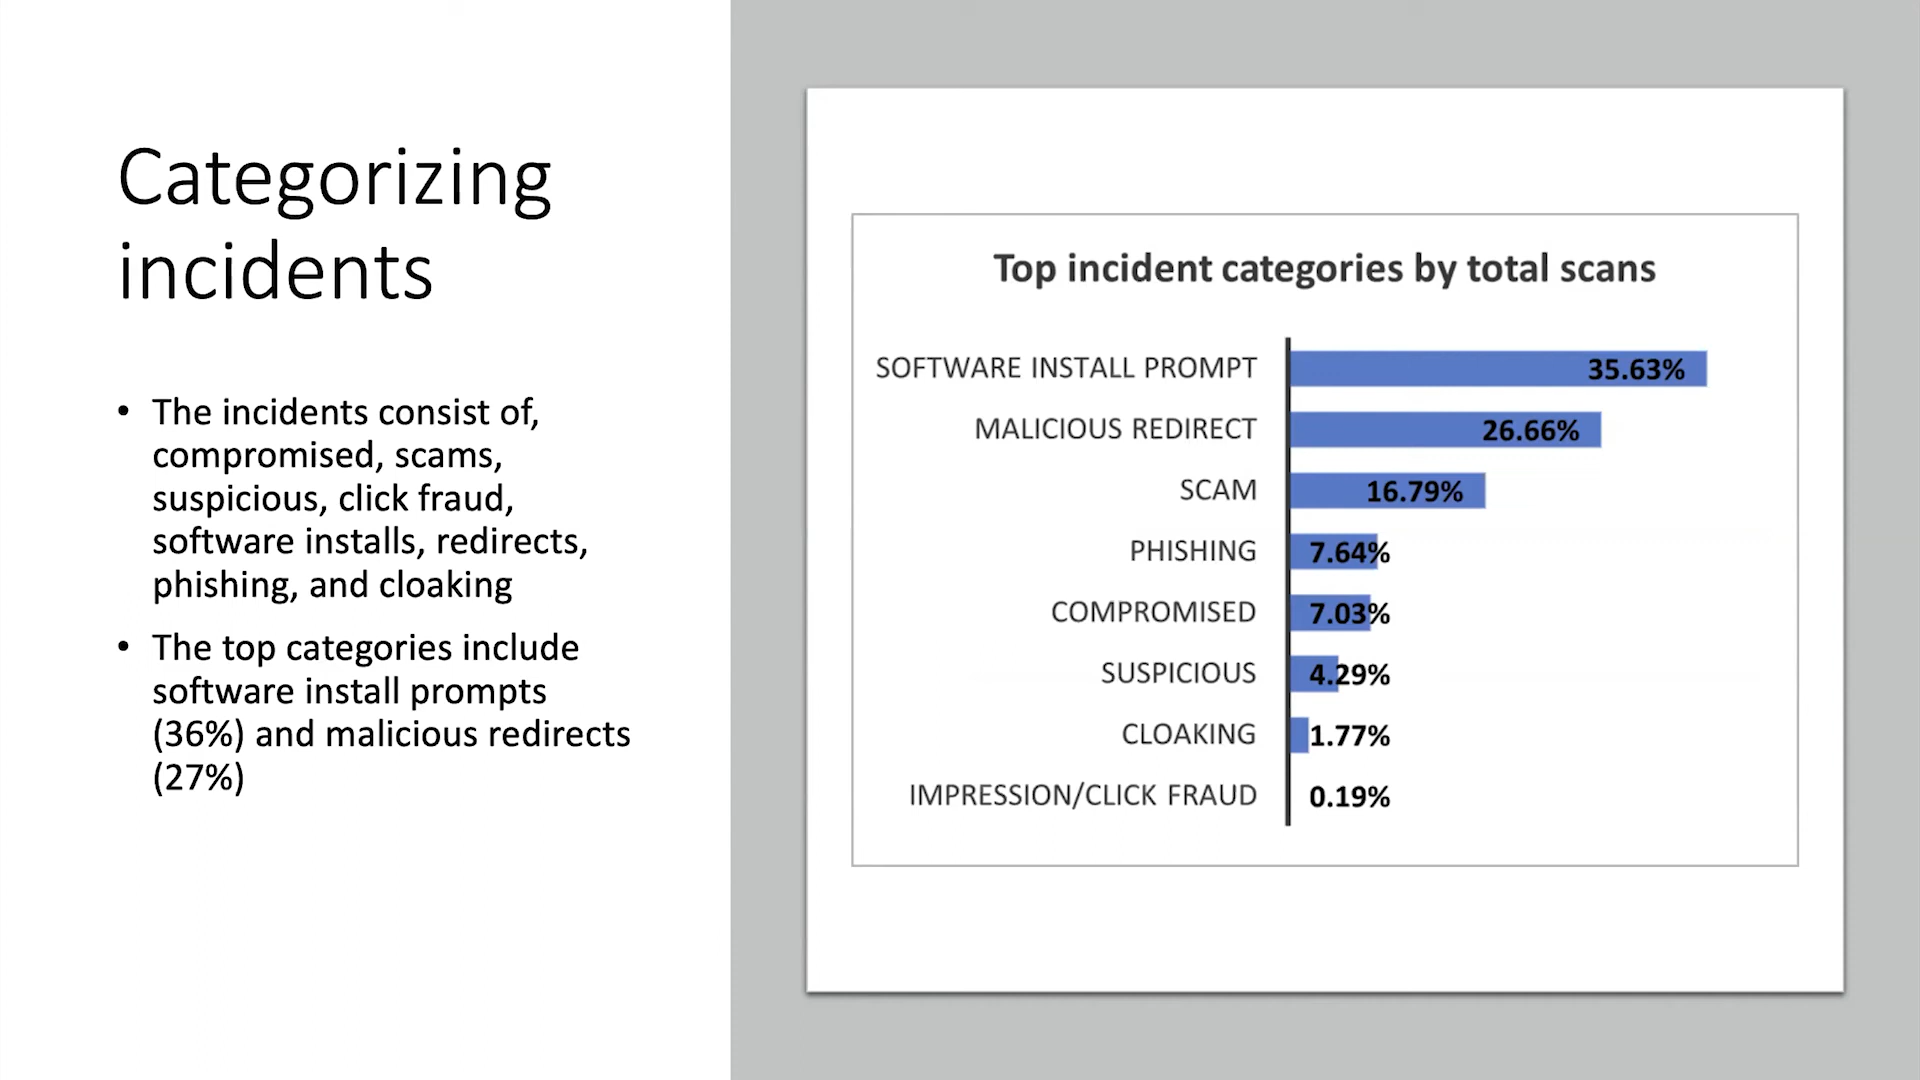 Categorizing
incidents
• The incidents consist of,
compromised, scams,
suspicious, click fraud,
software installs, redirects,
phishing, and cloaking
• The top categories include
software install prompts
(36%) and malicious redirects
(27%)
Top incident categories by total scans
SOFTWARE INSTALL PROMPT 35.63%
MALICIOUS REDIRECT 26.66%
SCAM 16.79%
PHISHING 7.64%
COMPROMISED 7.03%
SUSPICIOUS 4.29%
CLOAKING 1.77%
IMPRESSION/CLICK FRAUD 0.19%